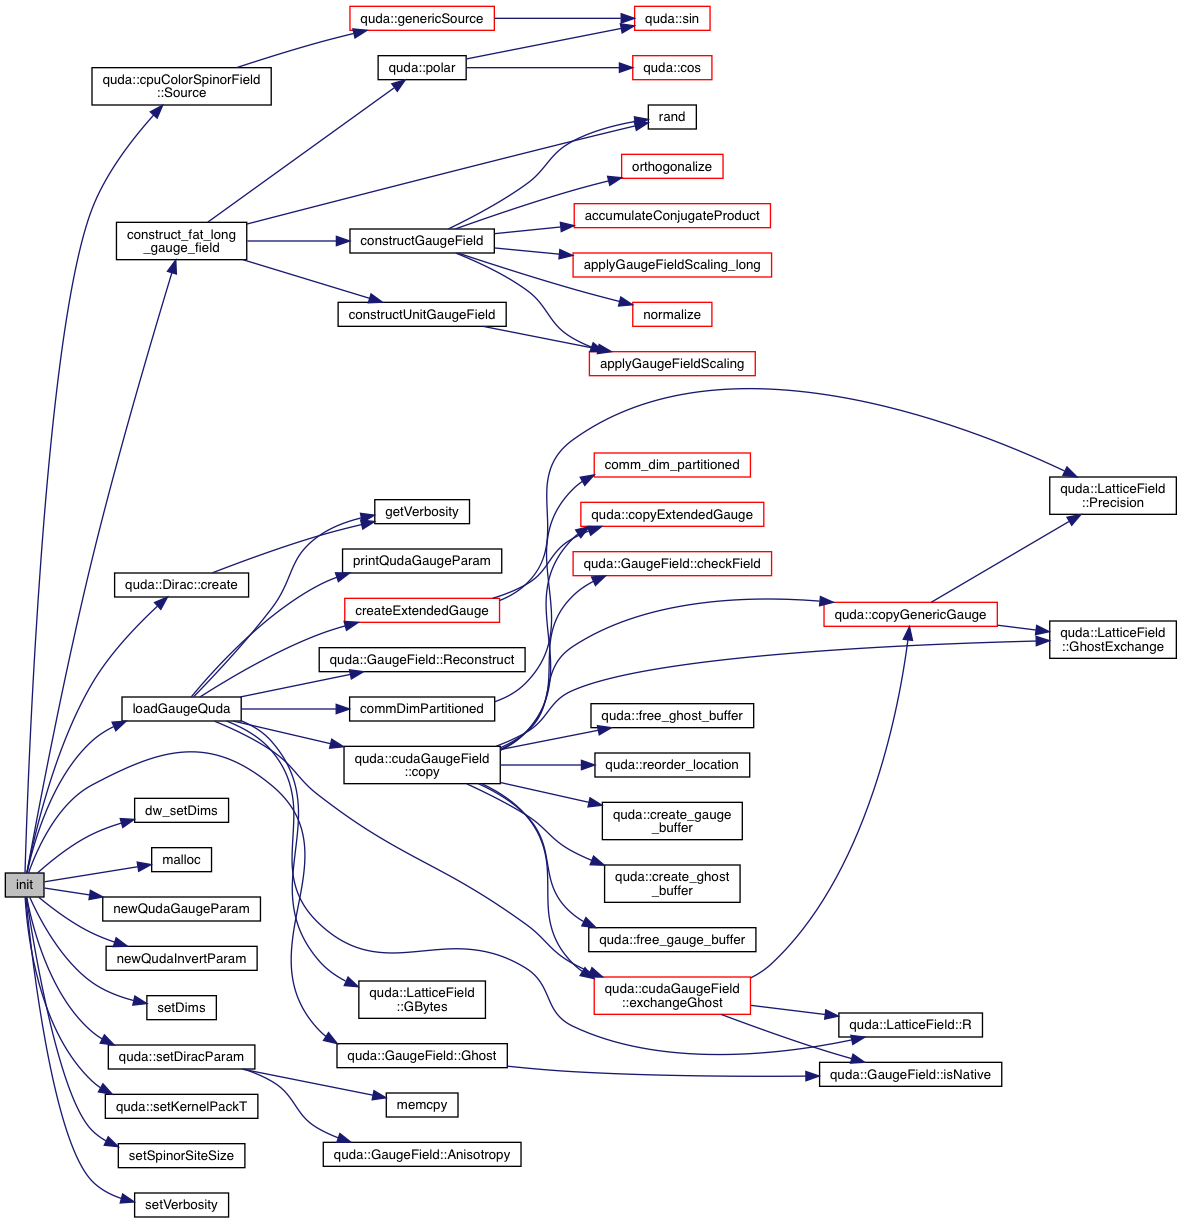 quda::genericSource
quda::sin
quda::cpuColorSpinorField
::Source
quda::polar
quda::cos
rand
orthogonalize
accumulateConjugateProduct
construct_fat_long
_gauge_field
constructGaugeField
applyGaugeFieldScaling_long
constructUnitGaugeField
normalize
applyGaugeFieldScaling
comm_dim_partitioned
quda::LatticeField
::Precision
getVerbosity
quda::copyExtendedGauge
printQudaGaugeParam
quda::GaugeField::checkField
quda::Dirac::create
createExtendedGauge
quda::copyGenericGauge
quda::LatticeField
::GhostExchange
quda::GaugeField::Reconstruct
loadGaugeQuda
commDimPartitioned
quda::free_ghost_buffer
quda::cudaGaugeField
::copy
quda::reorder_location
dw_setDims
quda::create_gauge
_buffer
malloc
init
quda::create_ghost
_buffer
newQudaGaugeParam
quda::free_gauge_buffer
newQudaInvertParam
quda::cudaGaugeField
::exchangeGhost
quda::LatticeField
::GBytes
setDims
quda::LatticeField::R
quda::setDiracParam
quda::GaugeField::Ghost
quda::GaugeField::isNative
quda::setKernelPackT
memcpy
setSpinorSiteSize
quda::GaugeField::Anisotropy
setVerbosity